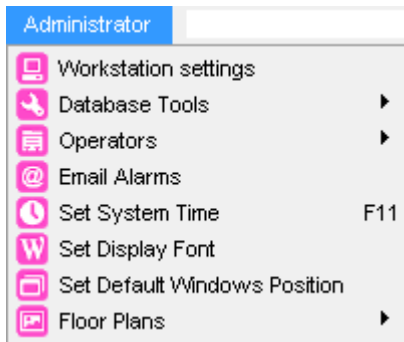 Administrator
Workstation settings
Database Tools
Operators
@ Email Alarms
Set System Time F11
W Set Display Font
Set Default Windows Position
Floor Plans